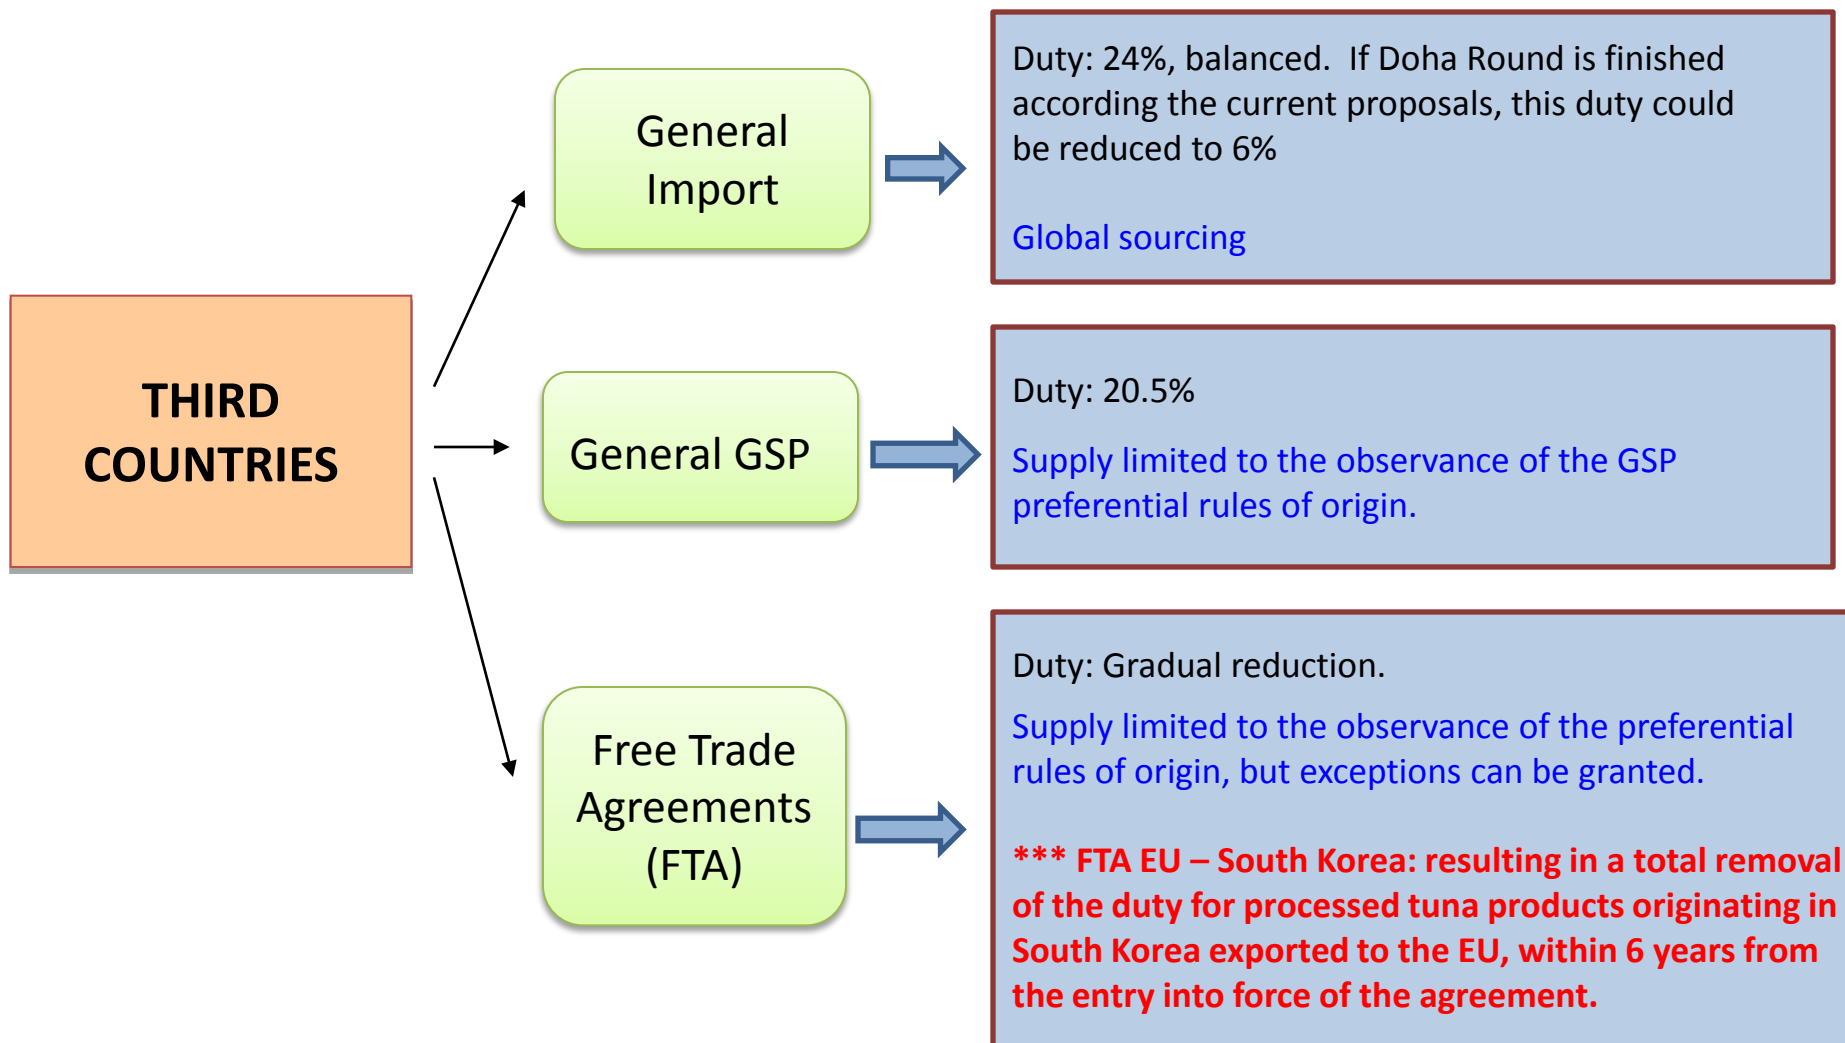 THIRD
COUNTRIES
General
Import
Duty: 24%, balanced.  If Doha Round is finished
according the current proposals, this duty could
be reduced to 6%
Global sourcing
General GSP
Duty: 20.5%
Supply limited to the observance of the GSP
preferential rules of origin.
Free Trade
Agreements
(FTA)
Duty: Gradual reduction.
Supply limited to the observance of the preferential
rules of origin, but exceptions can be granted.
*** FTA EU – South Korea: resulting in a total removal
of the duty for processed tuna products originating in
South Korea exported to the EU, within 6 years from
the entry into force of the agreement.